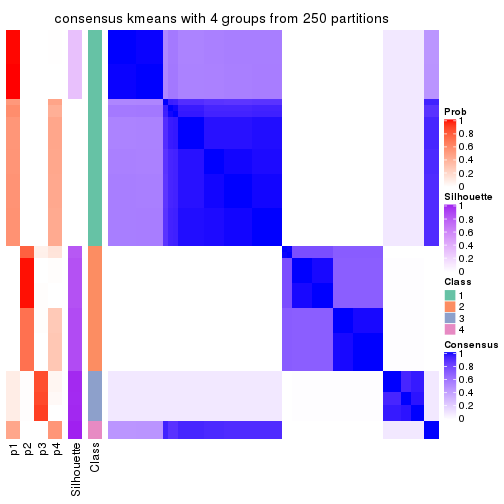 consensus kmeans with 4 groups from 250 partitions
Prob
1
0.8
0.6
0.4
0.2
0
Silhouette
1
0.8
0.6
0.4
0.2
0
Class
1
2
3
4
Consensus
1
0.8
0.6
0.4
0.2
0
p1
p2
p3
p4
Silhouette
Class